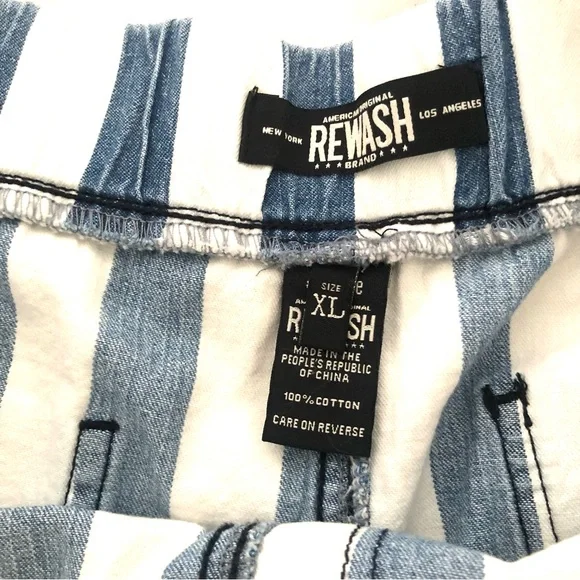 AMERICAN ORIGINAL
NEW YORK REWASH LOS ANGELES
BRAND
SIZE
XL
MADE IN THE
PEOPLE'S REPUBLIC
OF CHINA
100% COTTON
CARE ON REVERSE